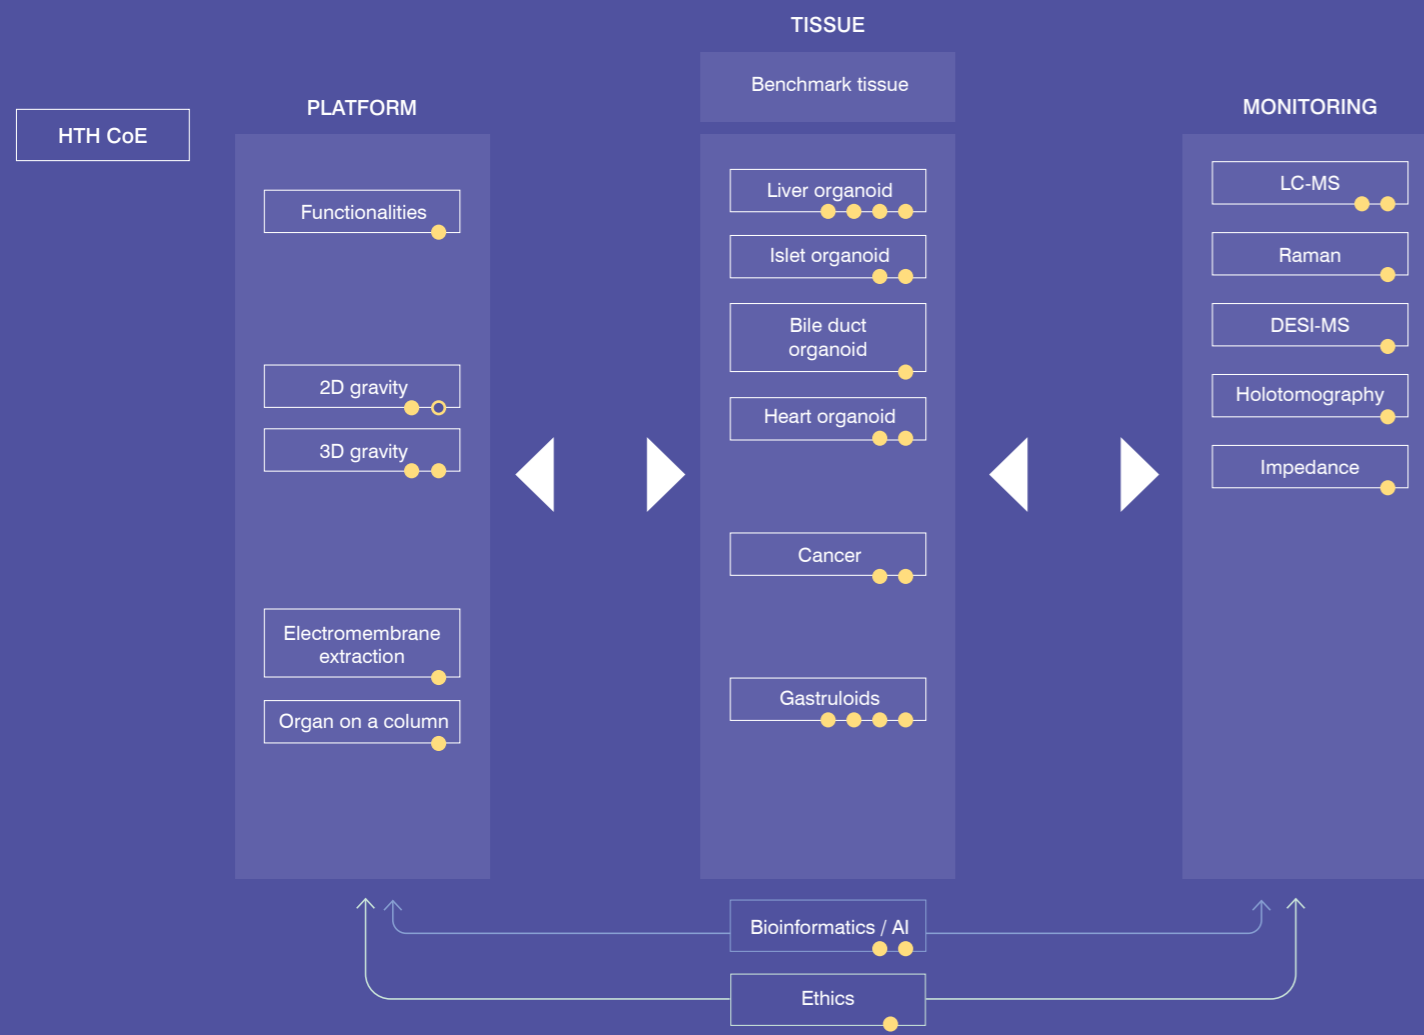 HTH CoE
PLATFORM
Functionalities
2D gravity
3D gravity
Electromembrane
extraction
Organ on a column
TISSUE
Benchmark tissue
Liver organoid
Islet organoid
Bile duct
organoid
Heart organoid
Cancer
Gastruloids
MONITORING
LC-MS
Raman
DESI-MS
Holotomography
Impedance
Bioinformatics / AI
Ethics